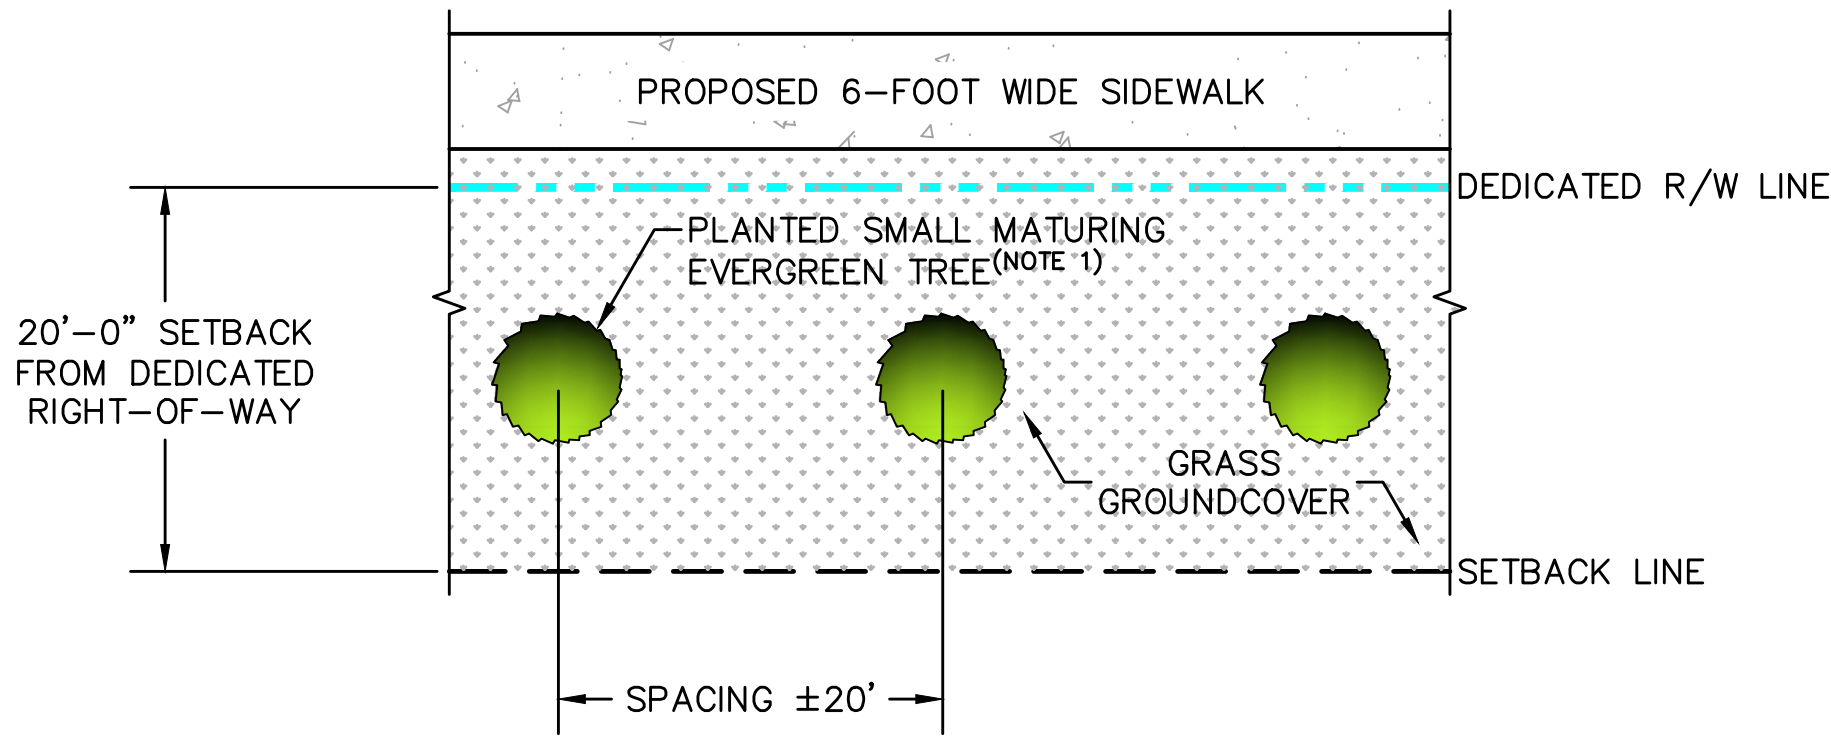 PROPOSED 6-FOOT WIDE SIDEWALK
DEDICATED R/W LINE
PLANTED SMALL MATURING
EVERGREEN TREE(NOTE 1)
20'-0" SETBACK
FROM DEDICATED
RIGHT-OF-WAY
GRASS
GROUNDCOVER
SETBACK LINE
SPACING ±20'